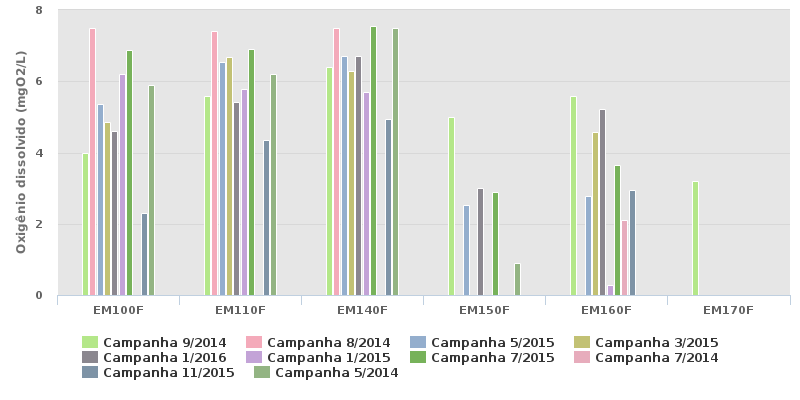 8
6
4
2
0
Oxigênio dissolvido (mgO2/L)
EM100F EM110F EM140F EM150F EM160F EM170F
Campanha 9/2014 Campanha 8/2014 Campanha 5/2015 Campanha 3/2015
Campanha 1/2016 Campanha 1/2015 Campanha 7/2015 Campanha 7/2014
Campanha 11/2015 Campanha 5/2014